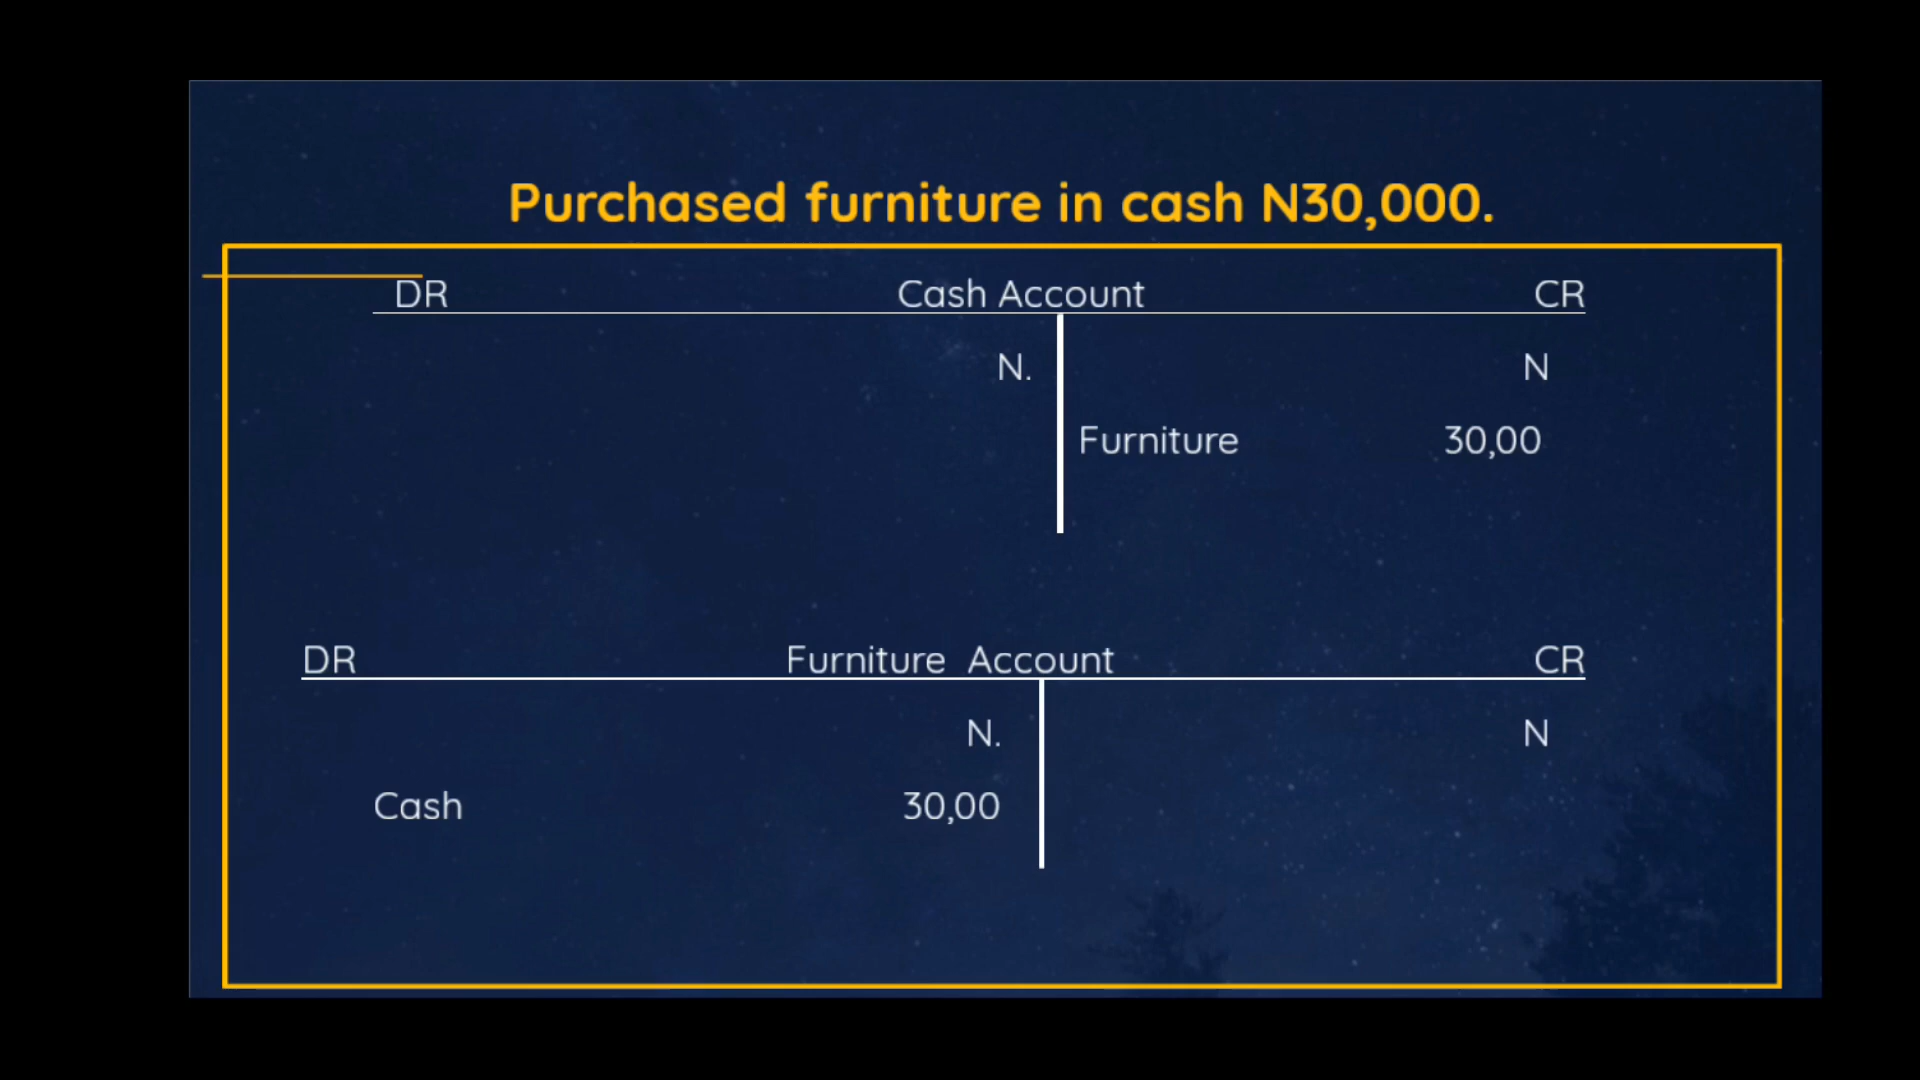 Purchased furniture in cash N30,000.
DR Cash Account CR
N. N
Furniture 30,00
DR Furniture Account CR
N. N
Cash 30,00